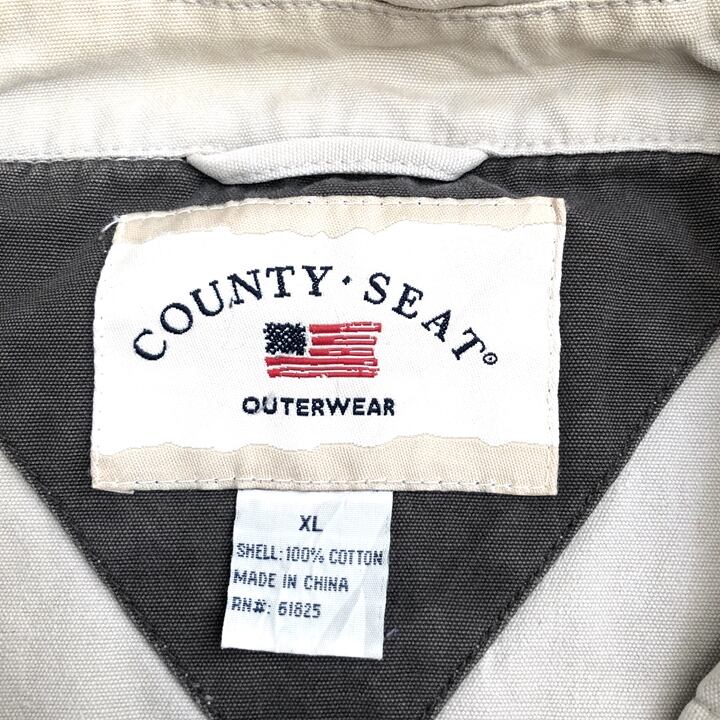 COUNTY · SEAT®
OUTERWEAR
XL
SHELL: 100% COTTON
MADE IN CHINA
RN#: 61825